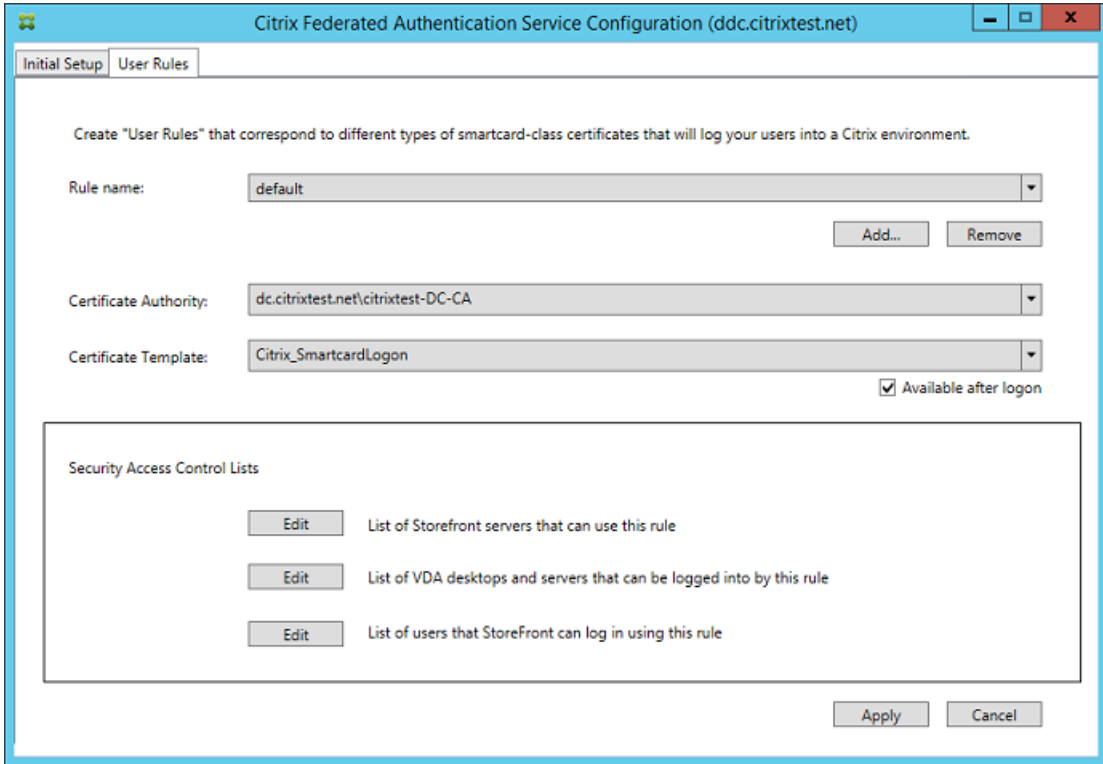 Citrix Federated Authentication Service Configuration (ddc.citrixtest.net)
Initial Setup User Rules
Create "User Rules" that correspond to different types of smartcard-class certificates that will log your users into a Citrix environment.
Rule name: default
Add... Remove
Certificate Authority: dc.citrixtest.net\citrixtest-DC-CA
Certificate Template: Citrix_SmartcardLogon
Available after logon
Security Access Control Lists
Edit List of Storefront servers that can use this rule
Edit List of VDA desktops and servers that can be logged into by this rule
Edit List of users that StoreFront can log in using this rule
Apply Cancel